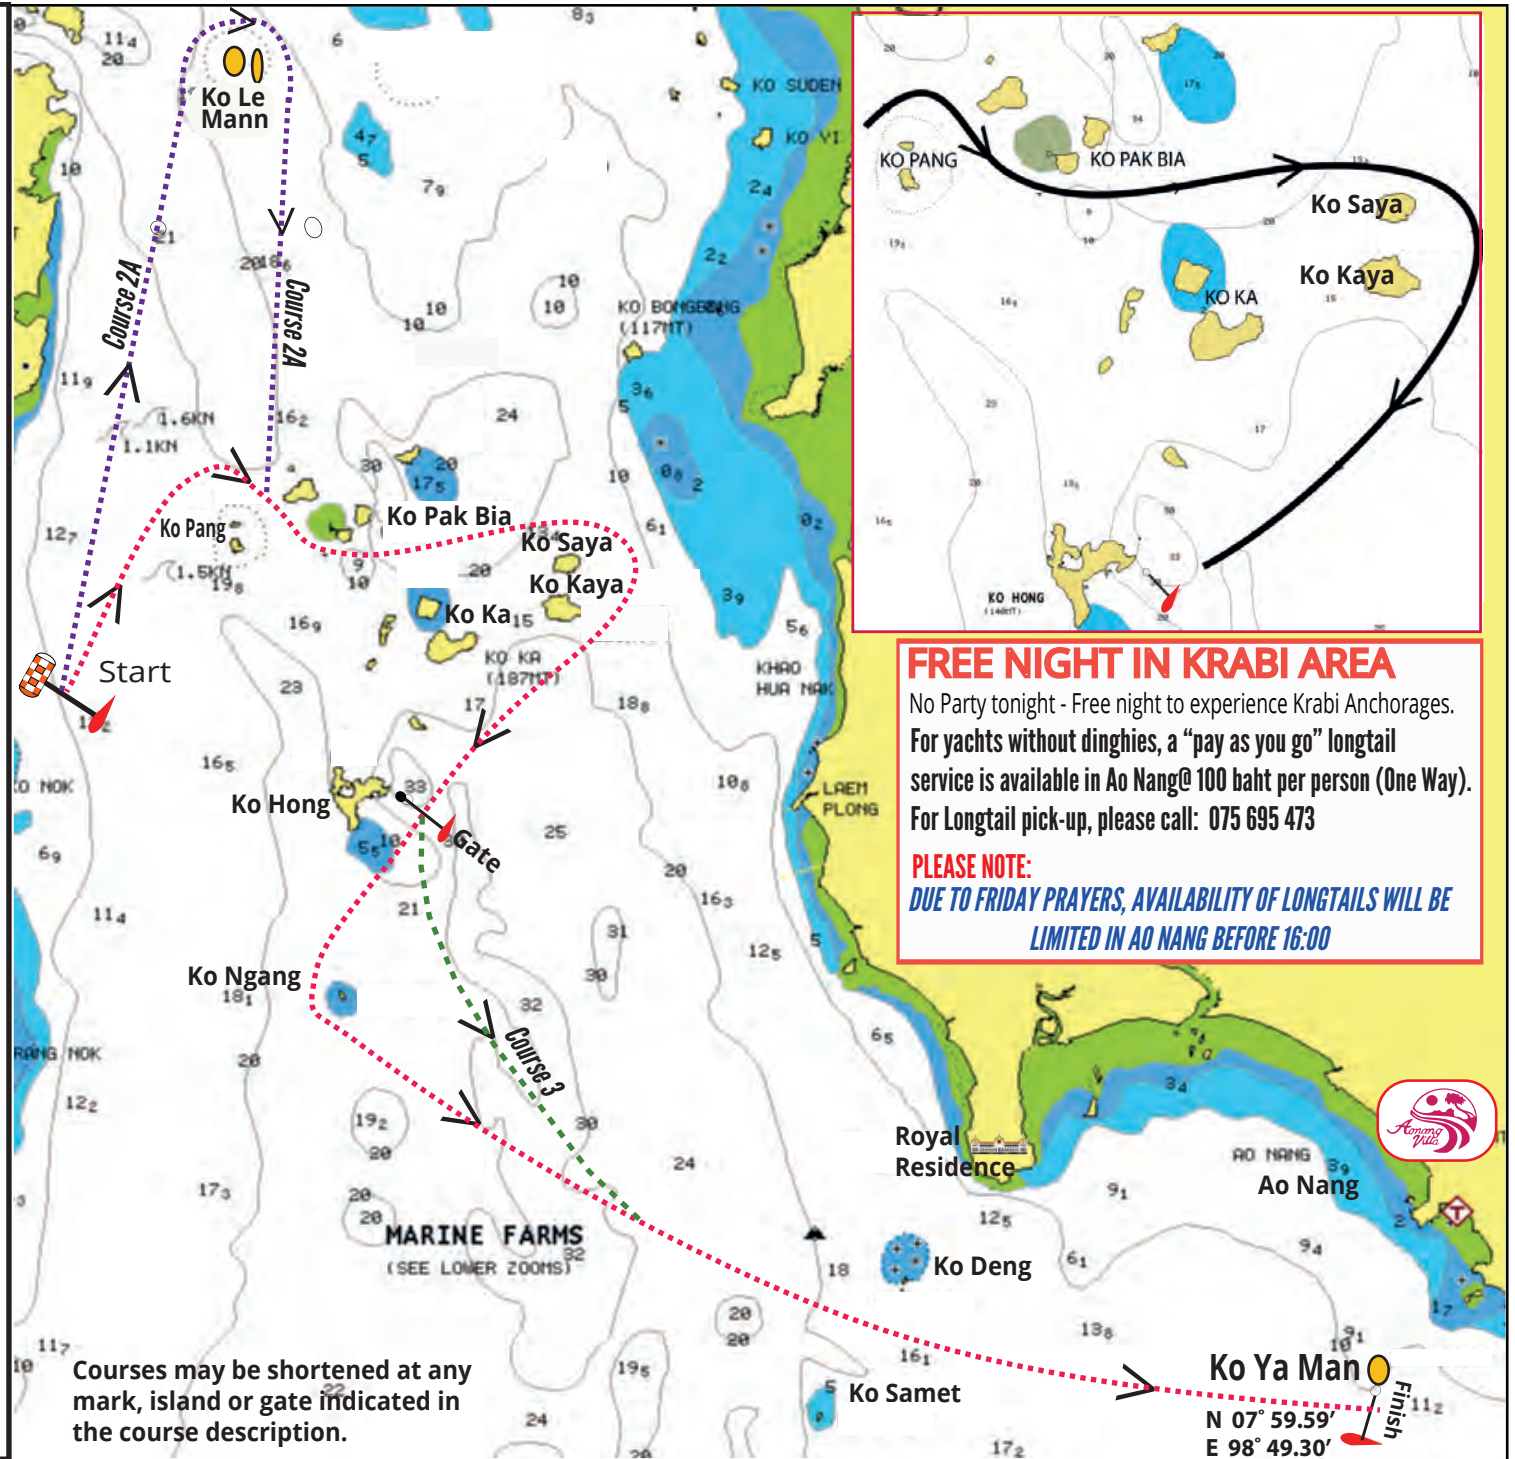 Ko Le
Mann
Course 2A
Course 2A
Ko Pang
Start
Ko Pak Bia
Ko Saya
Ko Kaya
Ko Ka
KO KA
(187MT)
Ko Hong
Gate
Ko Ngang
Course 3
MARINE FARMS
(SEE LOWER ZOOMS)
Courses may be shortened at any
mark, island or gate indicated in
the course description.
KO SUDEN
KO YI
(117MT)
KHAO
HUA NAK
LAEM
PLONG
KO NOK
RANG NOK
1.6KN
1.1KN
1.5KN
KO PANG
KO PAK BIA
Ko Saya
Ko Kaya
KO KA
KO HONG
(140MT)
FREE NIGHT IN KRABI AREA
No Party tonight - Free night to experience Krabi Anchorages.
For yachts without dinghies, a “pay as you go” longtail
service is available in Ao Nang@ 100 baht per person (One Way).
For Longtail pick-up, please call: 075 695 473
PLEASE NOTE:
DUE TO FRIDAY PRAYERS, AVAILABILITY OF LONGTAILS WILL BE
LIMITED IN AO NANG BEFORE 16:00
Royal
Residence
AO NANG
Ao Nang
Aonang
Villa
Ko Deng
Ko Samet
Ko Ya Man
Finish
N 07° 59.59′
E 98° 49.30′